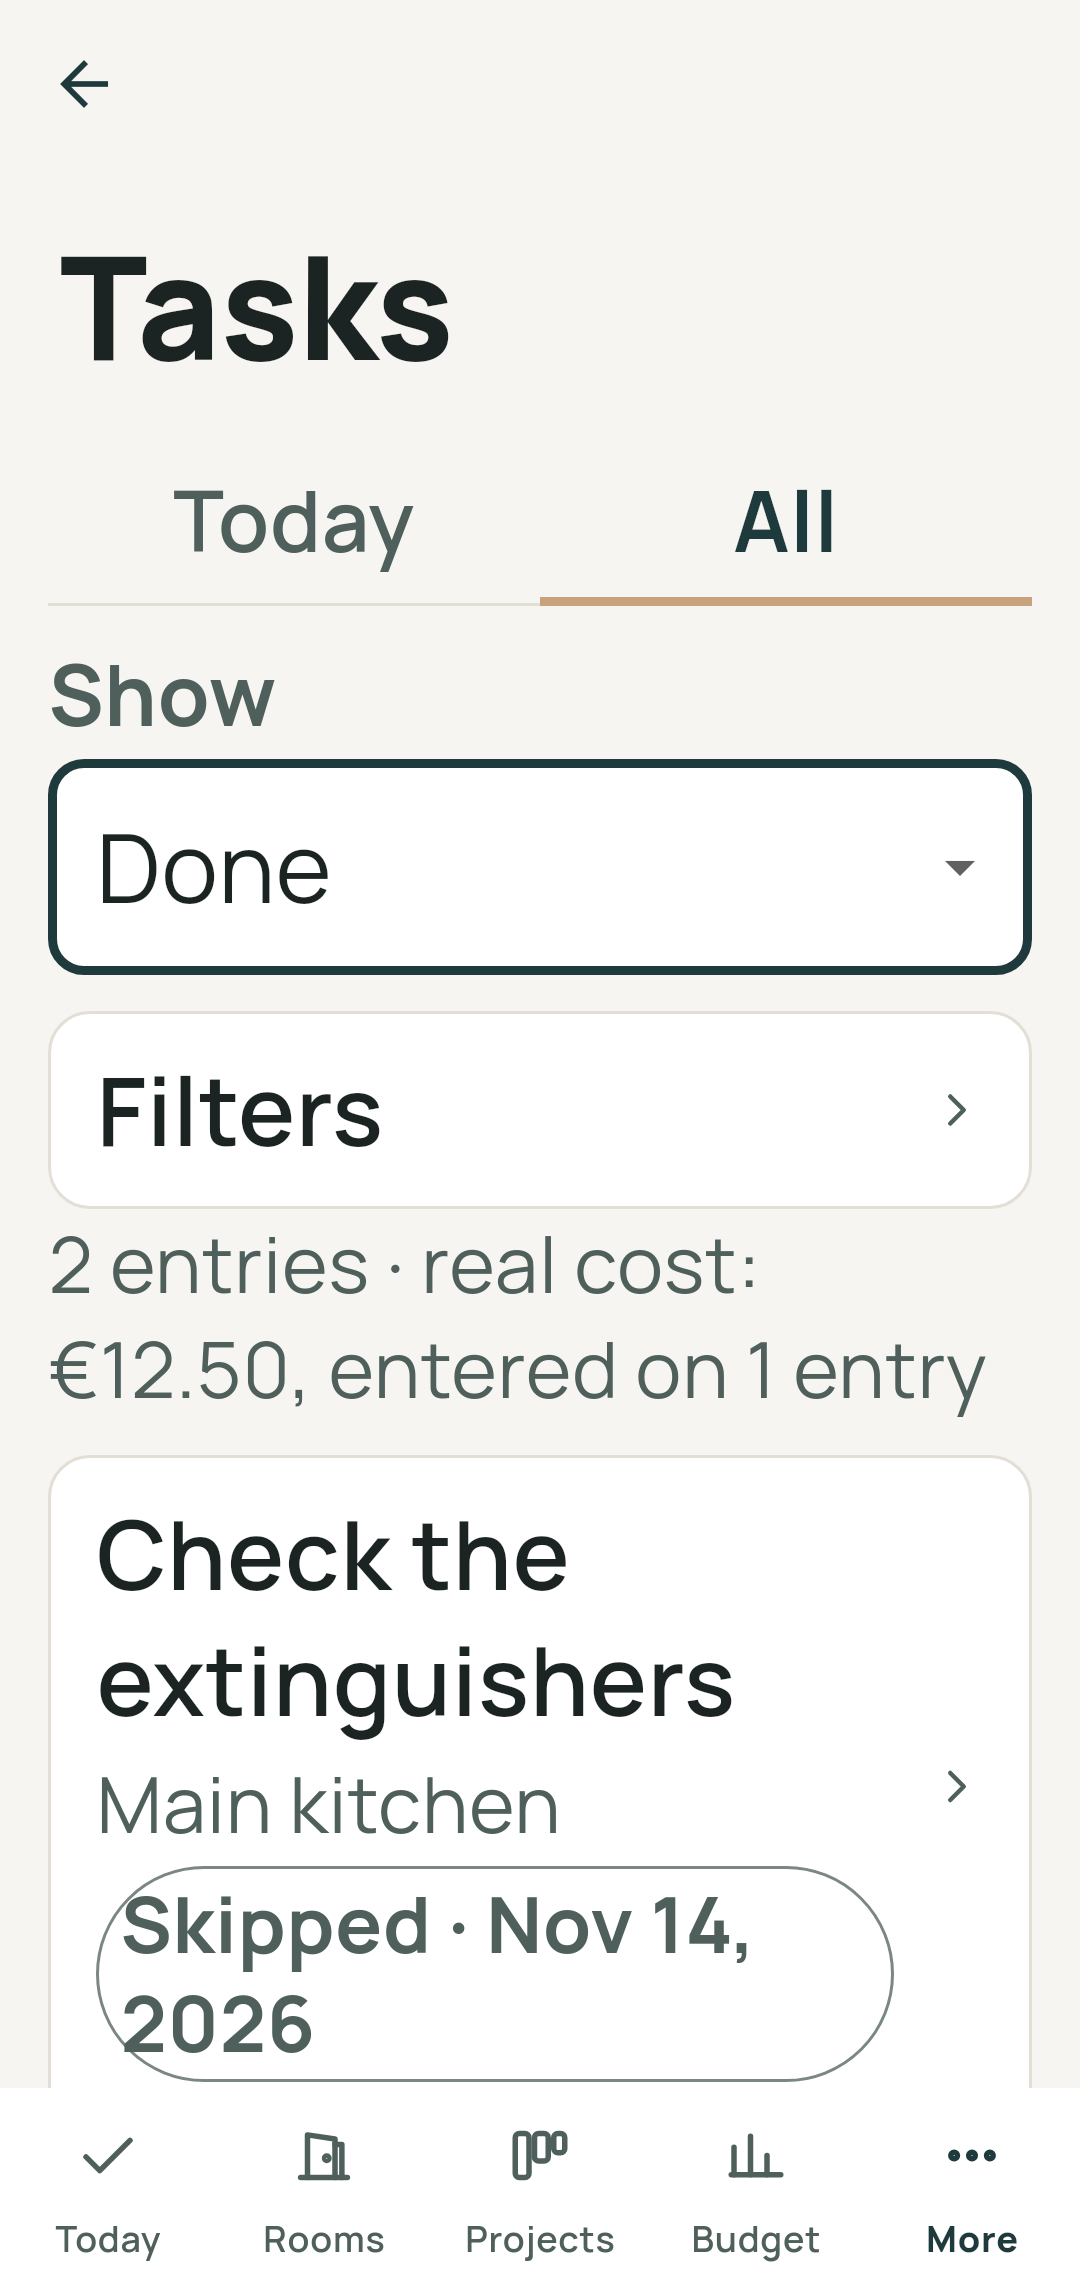 Tasks
Today
All
Show
Done
Filters
2 entries · real cost:
€12.50, entered on 1 entry
Check the
extinguishers
Main kitchen
Skipped · Nov 14,
2026
Today
Rooms
Projects
Budget
More